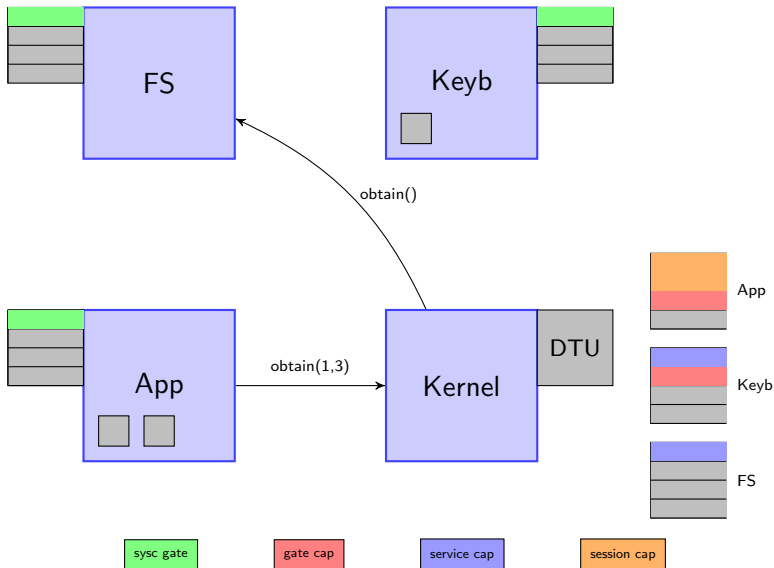 FS
Keyb
obtain()
App
obtain(1,3)
Kernel
DTU
App
Keyb
FS
sysc gate
gate cap
service cap
session cap